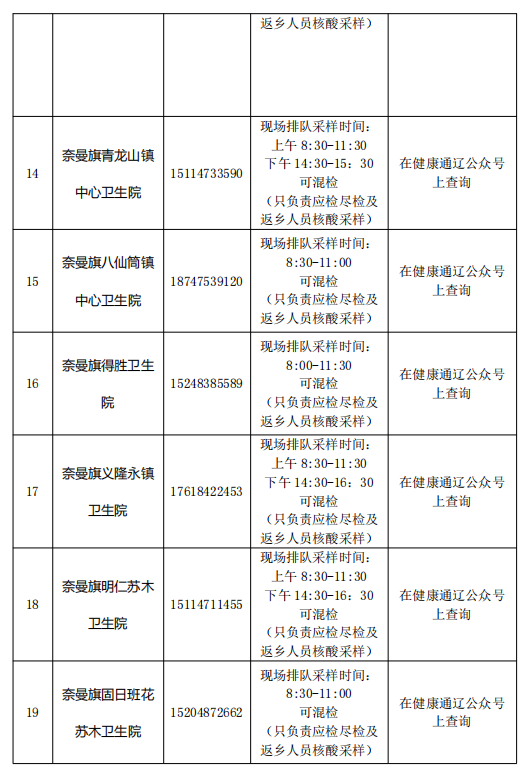 返乡人员核酸采样）
14
奈曼旗青龙山镇
中心卫生院
15114733590
现场排队采样时间：
上午 8:30-11:30
下午 14:30-15：30
可混检
（只负责应检尽检及
返乡人员核酸采样）
在健康通辽公众号
上查询
15
奈曼旗八仙筒镇
中心卫生院
18747539120
现场排队采样时间：
8:30-11:00
可混检
（只负责应检尽检及
返乡人员核酸采样）
在健康通辽公众号
上查询
16
奈曼旗得胜卫生
院
15248385589
现场排队采样时间：
8:00-11:30
可混检
（只负责应检尽检及
返乡人员核酸采样）
在健康通辽公众号
上查询
17
奈曼旗义隆永镇
卫生院
17618422453
现场排队采样时间：
上午 8:30-11:30
下午 14:30-16：30
可混检
（只负责应检尽检及
返乡人员核酸采样）
在健康通辽公众号
上查询
18
奈曼旗明仁苏木
卫生院
15114711455
现场排队采样时间：
上午 8:30-11:30
下午 14:30-16：30
可混检
（只负责应检尽检及
返乡人员核酸采样）
在健康通辽公众号
上查询
19
奈曼旗固日班花
苏木卫生院
15204872662
现场排队采样时间：
8:30-11:00
可混检
（只负责应检尽检及
返乡人员核酸采样）
在健康通辽公众号
上查询